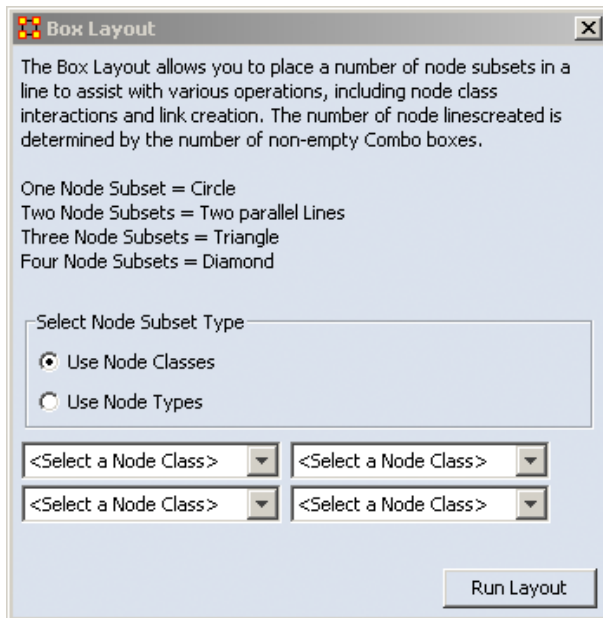 Box Layout
The Box Layout allows you to place a number of node subsets in a
line to assist with various operations, including node class
interactions and link creation. The number of node linescreated is
determined by the number of non-empty Combo boxes.
One Node Subset = Circle
Two Node Subsets = Two parallel Lines
Three Node Subsets = Triangle
Four Node Subsets = Diamond
Select Node Subset Type
Use Node Classes
Use Node Types
<Select a Node Class> <Select a Node Class>
<Select a Node Class> <Select a Node Class>
Run Layout